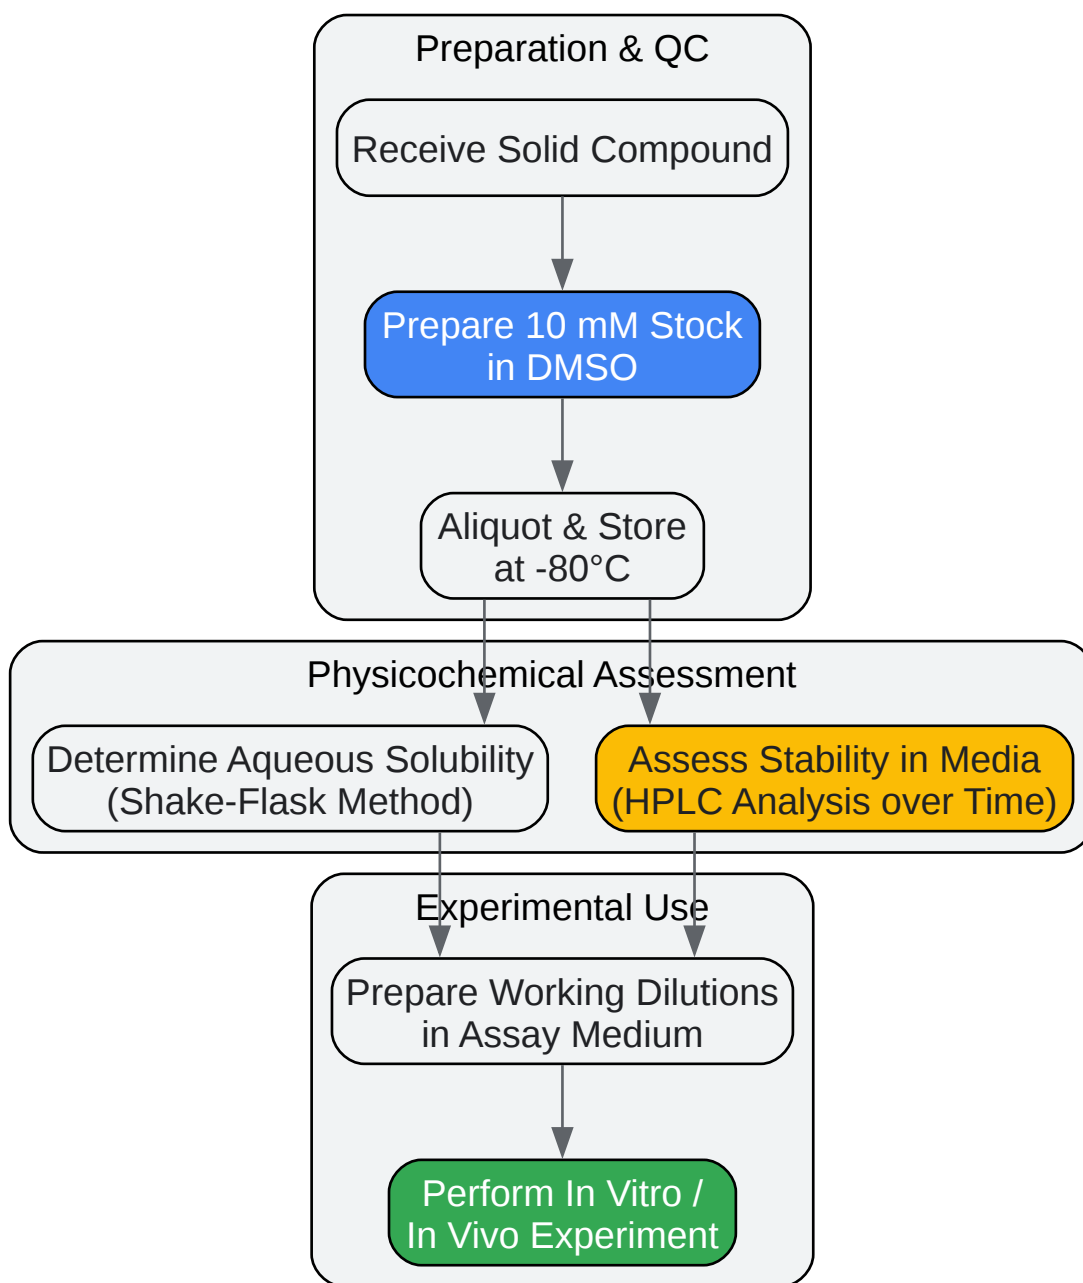 Preparation & QC
Receive Solid Compound
Prepare 10 mM Stock
in DMSO
Aliquot & Store
at -80°C
Physicochemical Assessment
Determine Aqueous Solubility
(Shake-Flask Method)
Assess Stability in Media
(HPLC Analysis over Time)
Experimental Use
Prepare Working Dilutions
in Assay Medium
Perform In Vitro /
In Vivo Experiment